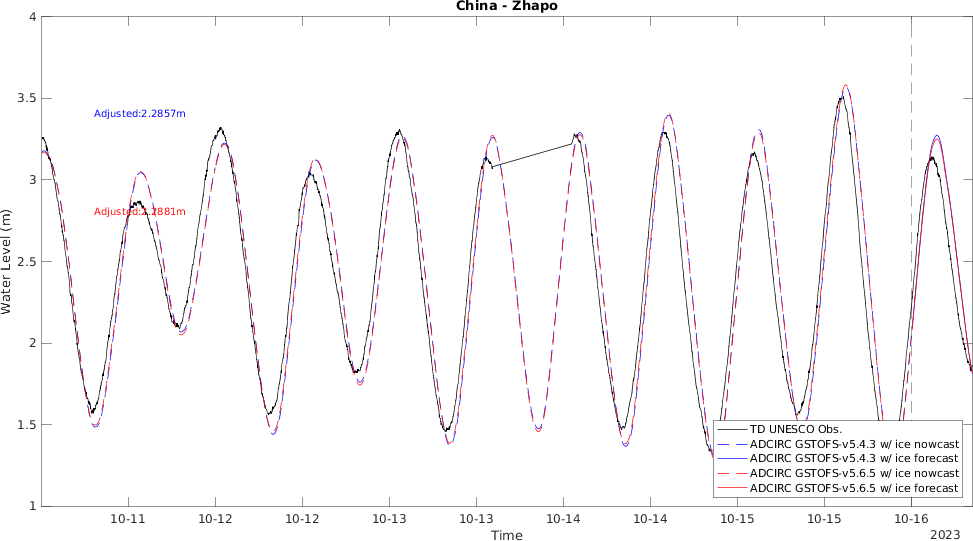 China - Zhapo
4
3.5
3
2.5
2
1.5
1
Water Level (m)
Adjusted:2.2857m
Adjusted:2.2881m
TD UNESCO Obs.
ADCIRC GSTOFS-v5.4.3 w/ ice nowcast
ADCIRC GSTOFS-v5.4.3 w/ ice forecast
ADCIRC GSTOFS-v5.6.5 w/ ice nowcast
ADCIRC GSTOFS-v5.6.5 w/ ice forecast
10-11 10-12 10-12 10-13 10-13 10-14 10-14 10-15 10-15 10-16
Time
2023